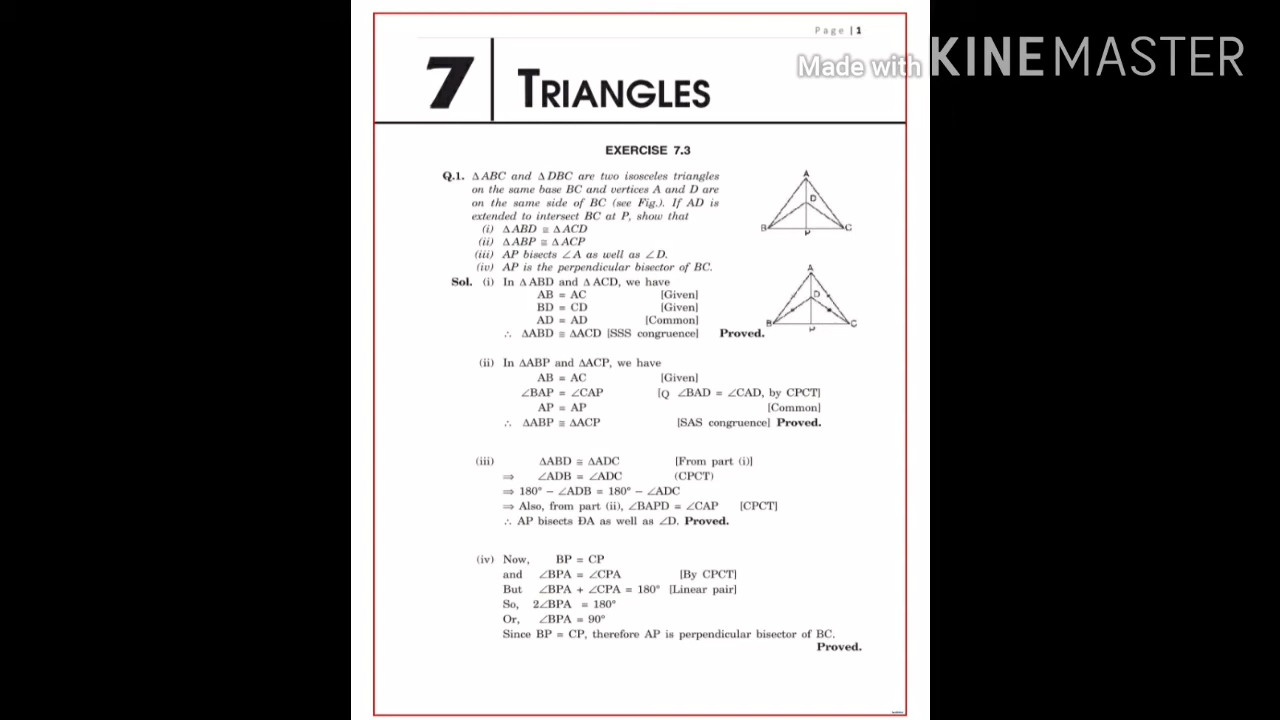 Page | 1
Made with KINEMASTER
7 TRIANGLES
EXERCISE 7.3
Q.1. Δ ABC and Δ DBC are two isosceles triangles
on the same base BC and vertices A and D are
on the same side of BC (see Fig.). If AD is
extended to intersect BC at P, show that
(i) Δ ABD ≅ Δ ACD
(ii) Δ ABP ≅ Δ ACP
(iii) AP bisects ∠A as well as ∠D.
(iv) AP is the perpendicular bisector of BC.
A
D
B
P
C
Sol. (i) In Δ ABD and Δ ACD, we have
AB = AC [Given]
BD = CD [Given]
AD = AD [Common]
∴ ΔABD ≅ ΔACD [SSS congruence] Proved.
A
D
B
P
C
(ii) In ΔABP and ΔACP, we have
AB = AC [Given]
∠BAP = ∠CAP [Q ∠BAD = ∠CAD, by CPCT]
AP = AP [Common]
∴ ΔABP ≅ ΔACP [SAS congruence] Proved.
(iii) ΔABD ≅ ΔADC [From part (i)]
⇒ ∠ADB = ∠ADC (CPCT)
⇒ 180° – ∠ADB = 180° – ∠ADC
⇒ Also, from part (ii), ∠BAPD = ∠CAP [CPCT]
∴ AP bisects ÐA as well as ∠D. Proved.
(iv) Now, BP = CP
and ∠BPA = ∠CPA [By CPCT]
But ∠BPA + ∠CPA = 180° [Linear pair]
So, 2∠BPA = 180°
Or, ∠BPA = 90°
Since BP = CP, therefore AP is perpendicular bisector of BC.
Proved.